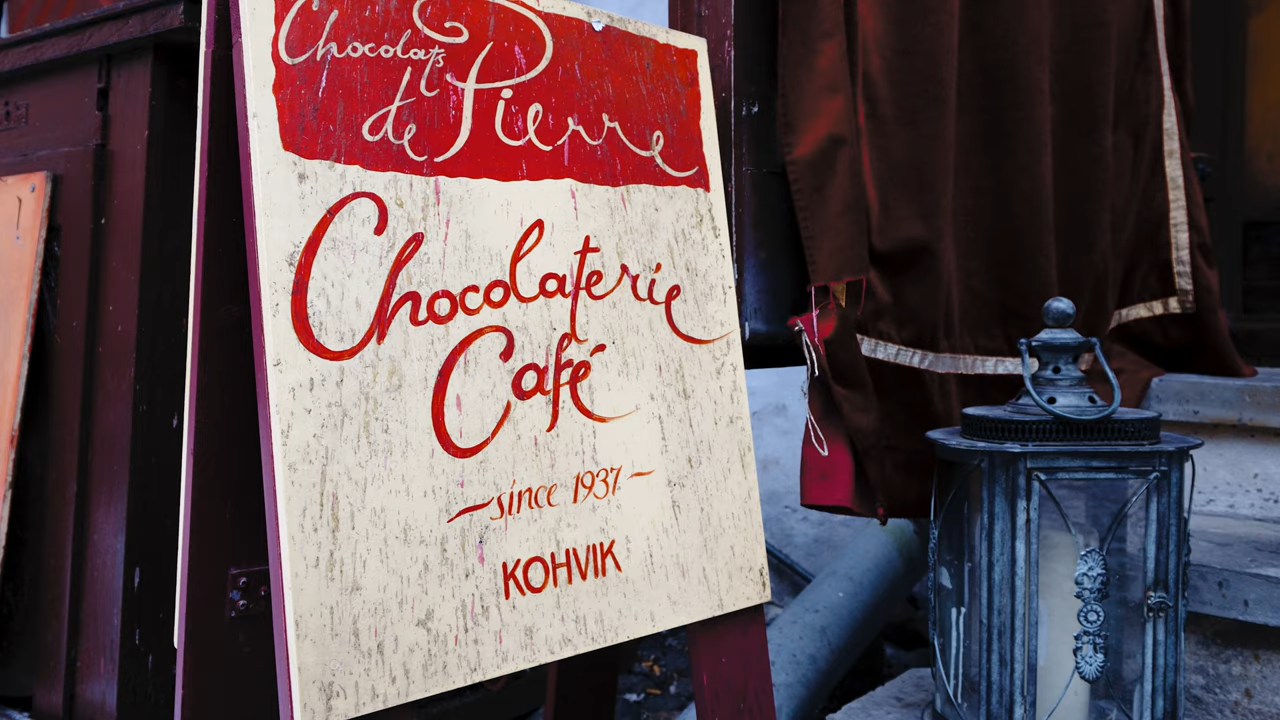 Chocolats
de Pierre
Chocolaterie
Café
– since 1937 –
KOHVIK